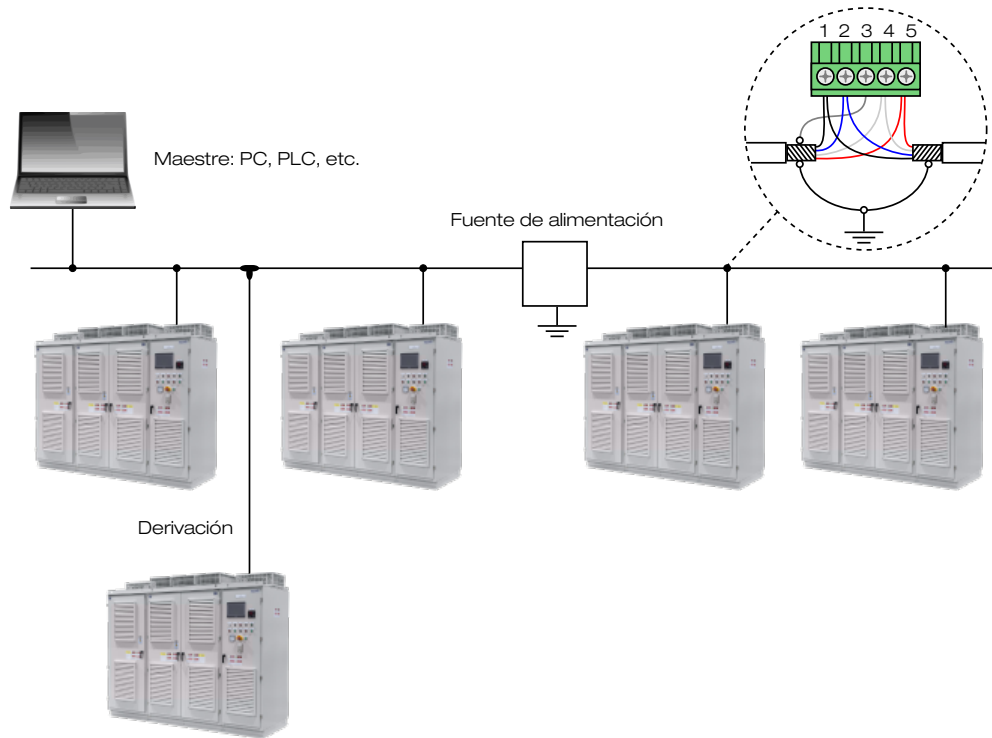 1 2 3 4 5
Maestre: PC, PLC, etc.
Fuente de alimentación
Derivación